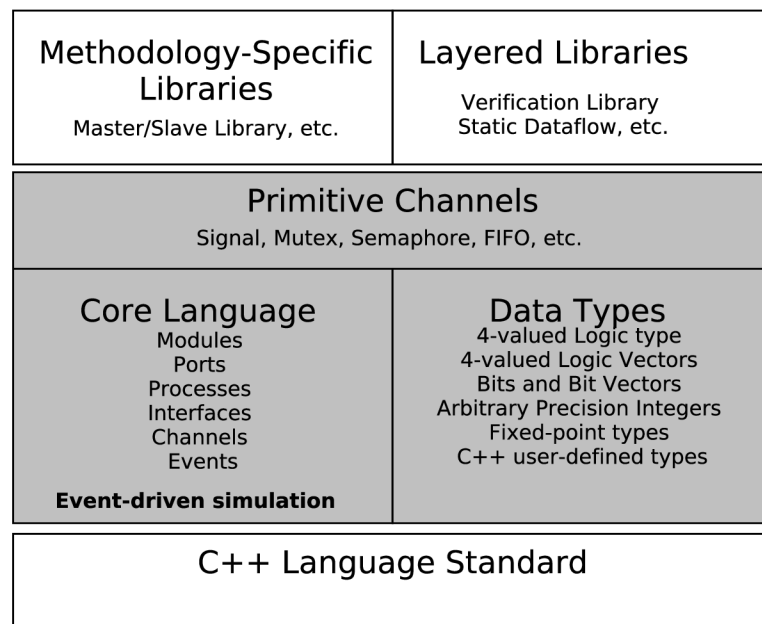 Methodology-Specific
Libraries
Master/Slave Library, etc.
Layered Libraries
Verification Library
Static Dataflow, etc.
Primitive Channels
Signal, Mutex, Semaphore, FIFO, etc.
Core Language
Modules
Ports
Processes
Interfaces
Channels
Events
Event-driven simulation
Data Types
4-valued Logic type
4-valued Logic Vectors
Bits and Bit Vectors
Arbitrary Precision Integers
Fixed-point types
C++ user-defined types
C++ Language Standard